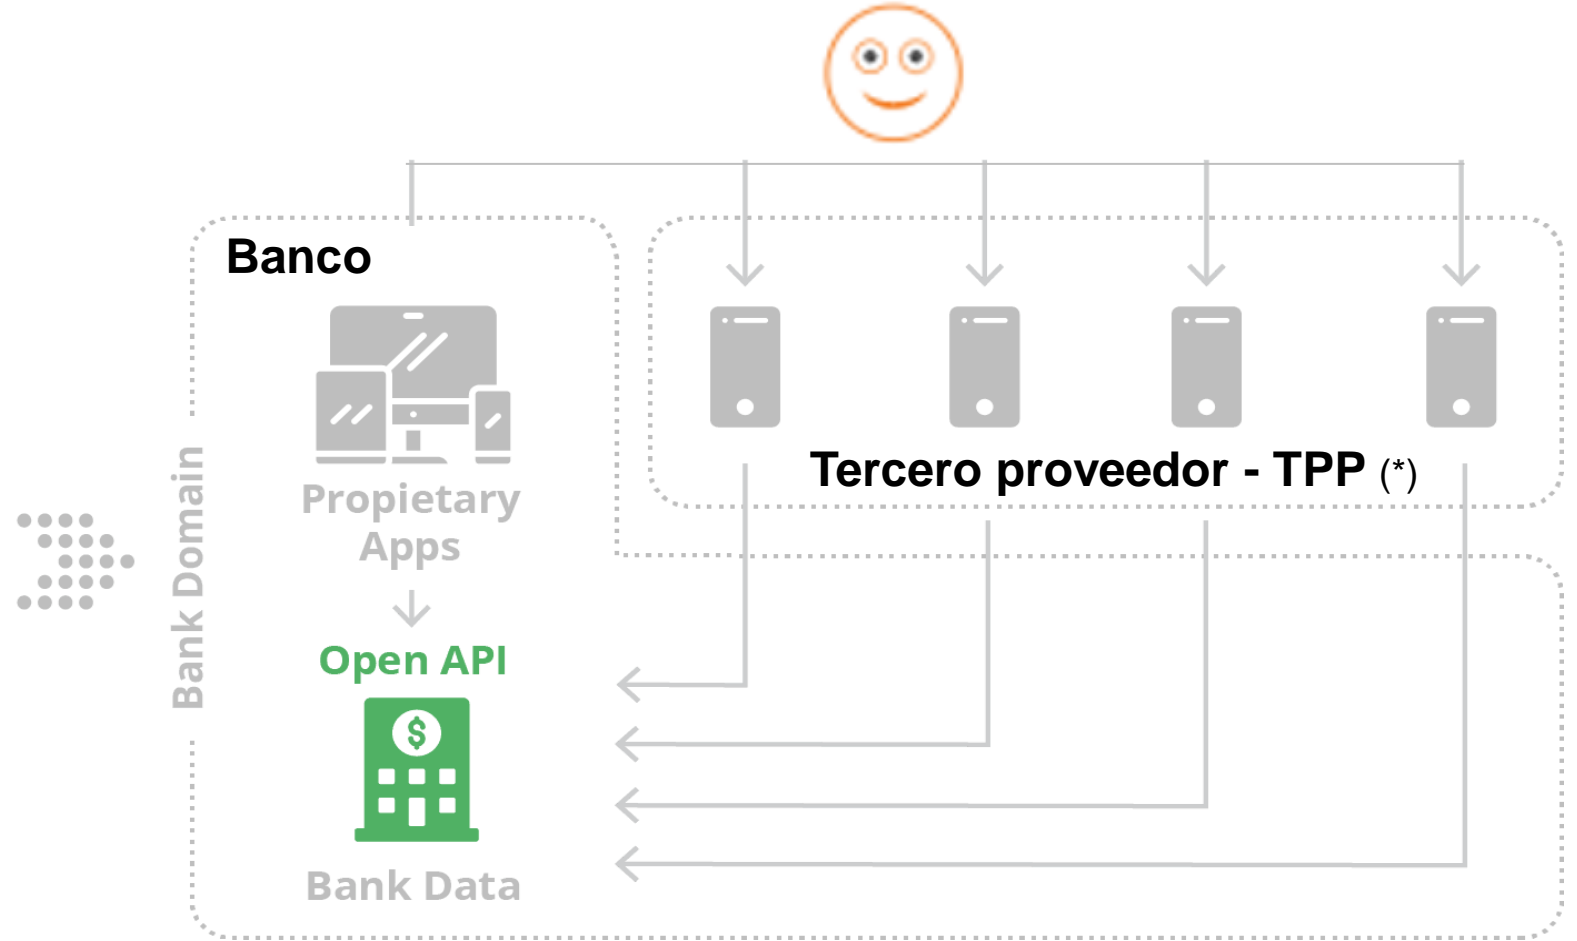 Banco
Propietary
Apps
Open API
$
Bank Data
Bank Domain
Tercero proveedor - TPP (*)